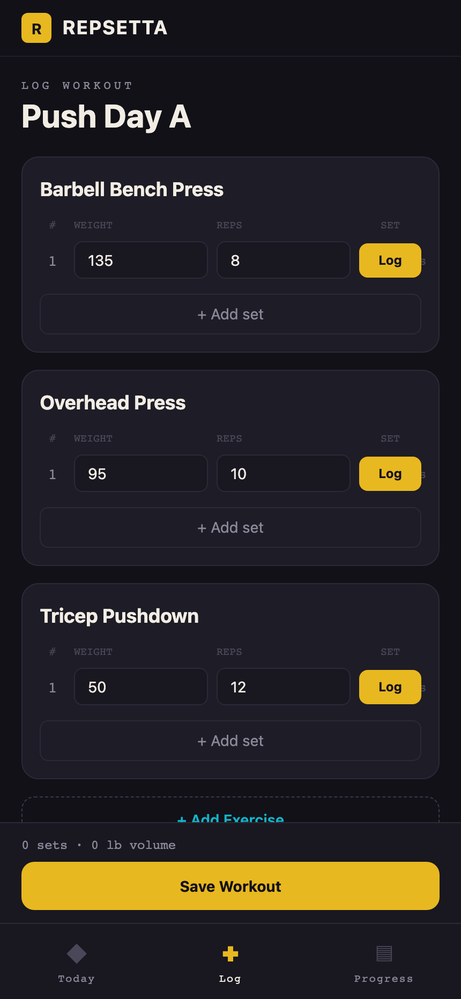 R REPSETTA
LOG WORKOUT
Push Day A
Barbell Bench Press
# WEIGHT REPS SET
1 135 8 Log s
+ Add set
Overhead Press
# WEIGHT REPS SET
1 95 10 Log s
+ Add set
Tricep Pushdown
# WEIGHT REPS SET
1 50 12 Log s
+ Add set
+ Add Exercise
0 sets · 0 lb volume
Save Workout
Today Log Progress